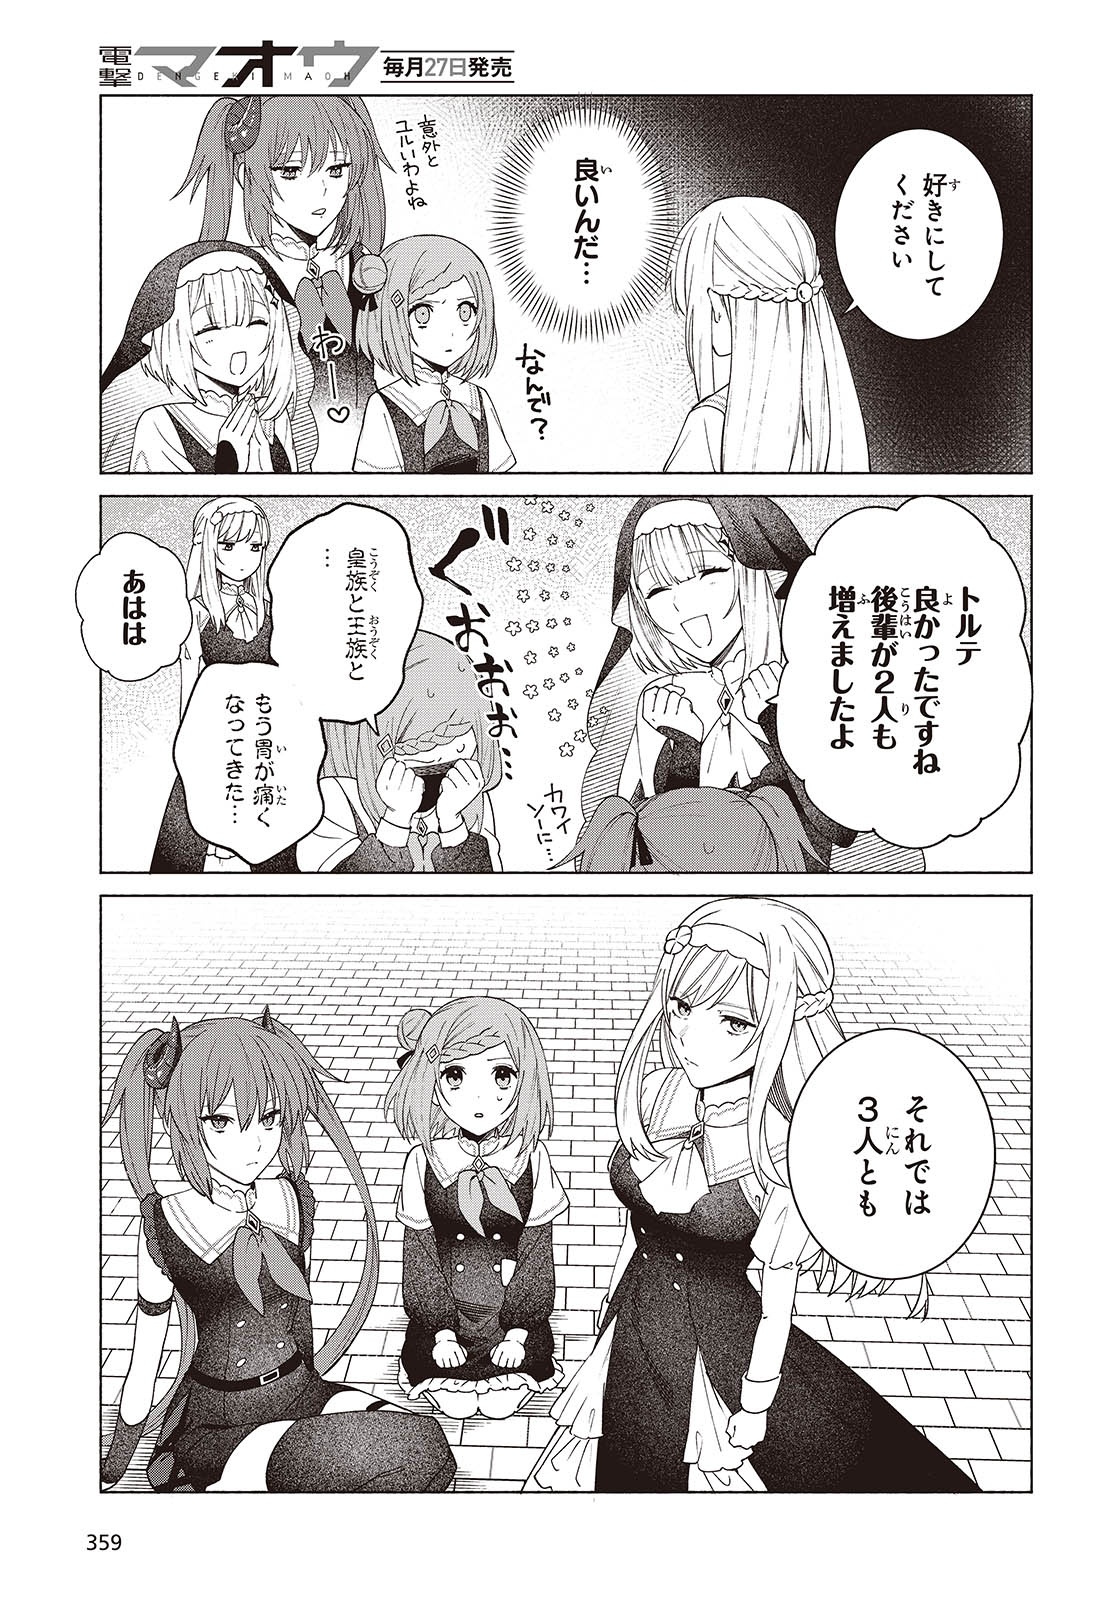 電撃マオウ
DENGEKI MAOH
毎月27日発売
好きにして
ください
良いんだ…
意外と
ユルいわよね
なんで?
わー♡
トルテ
良かったですね
後輩が2人も
増えましたよ
カワイ
ソーに…
ぐおおおお…
皇族と王族と
…
もう胃が痛く
なってきた…
あはは
それでは
3人とも
359